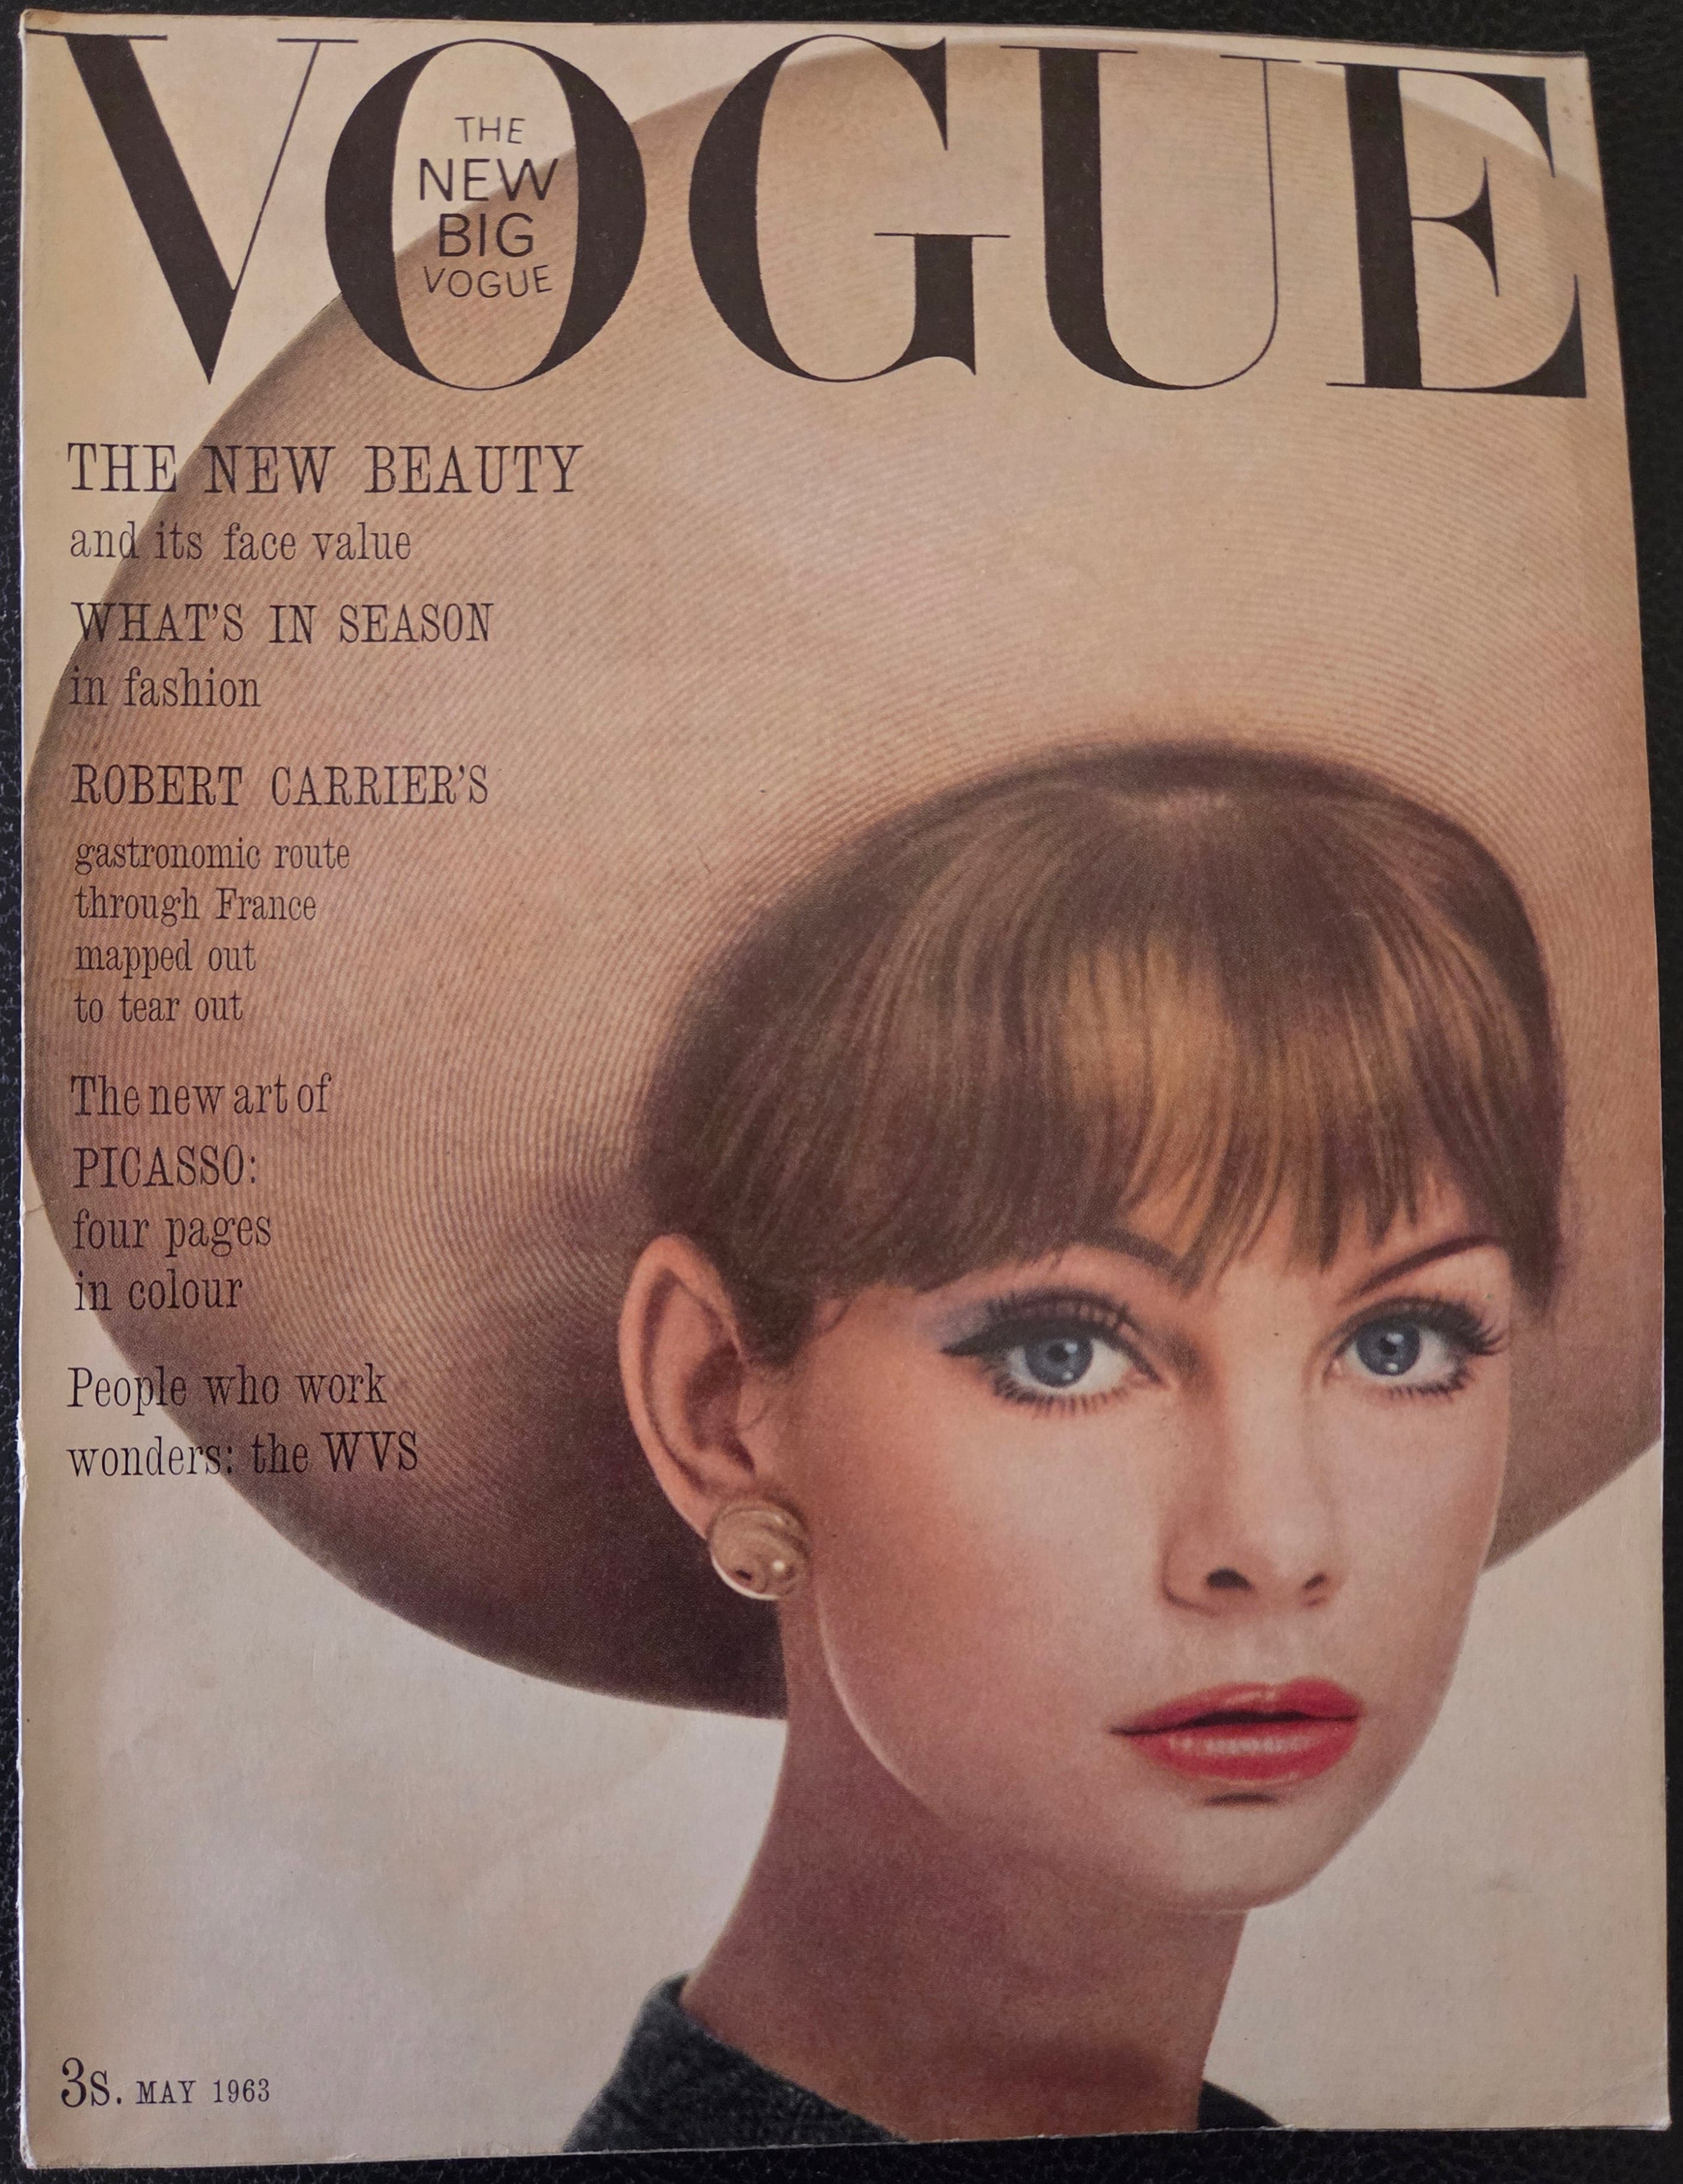 VOGUE
THE
NEW
BIG
VOGUE
THE NEW BEAUTY
and its face value
WHAT'S IN SEASON
in fashion
ROBERT CARRIER'S
gastronomic route
through France
mapped out
to tear out
The new art of
PICASSO:
four pages
in colour
People who work
wonders: the WVS
3s. MAY 1963